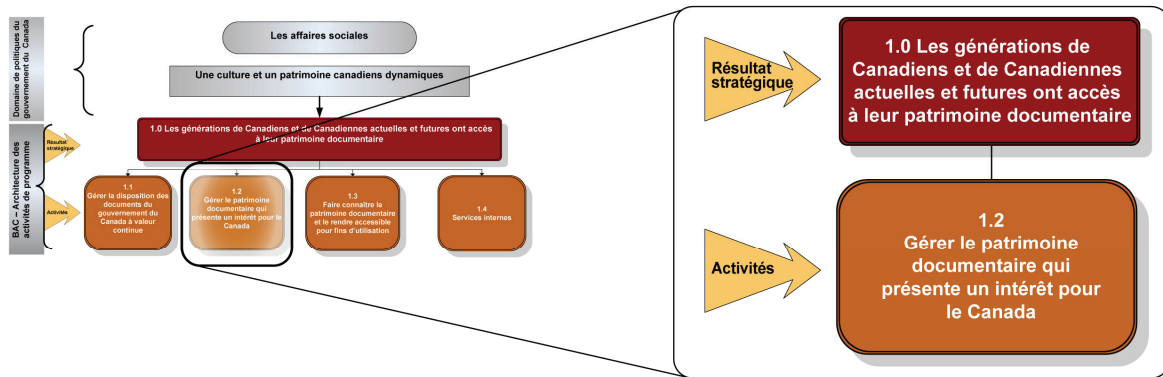 Domaine de politiques du
gouvernement du Canada
Les affaires sociales
Une culture et un patrimoine canadiens dynamiques
BAC – Architecture des
activités de programme
Résultat
stratégique
1.0 Les générations de Canadiens et de Canadiennes actuelles et futures ont accès
à leur patrimoine documentaire
Activités
1.1
Gérer la disposition des
documents du
gouvernement du
Canada à valeur
continue
1.2
Gérer le patrimoine
documentaire qui
présente un intérêt pour le
Canada
1.3
Faire connaître le
patrimoine documentaire
et le rendre accessible
pour fins d'utilisation
1.4
Services internes
Résultat
stratégique
1.0 Les générations de
Canadiens et de Canadiennes
actuelles et futures ont accès
à leur patrimoine documentaire
Activités
1.2
Gérer le patrimoine
documentaire qui
présente un intérêt pour
le Canada